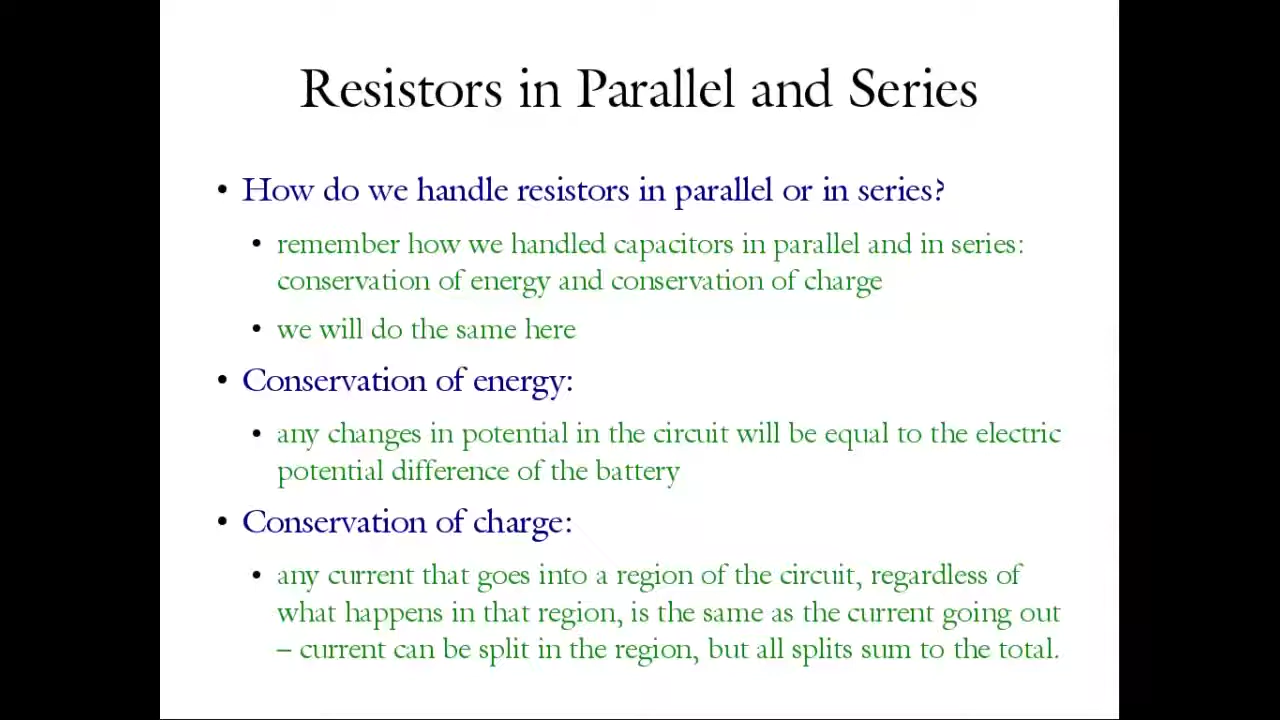 Resistors in Parallel and Series
• How do we handle resistors in parallel or in series?
• remember how we handled capacitors in parallel and in series:
conservation of energy and conservation of charge
• we will do the same here
• Conservation of energy:
• any changes in potential in the circuit will be equal to the electric
potential difference of the battery
• Conservation of charge:
• any current that goes into a region of the circuit, regardless of
what happens in that region, is the same as the current going out
– current can be split in the region, but all splits sum to the total.